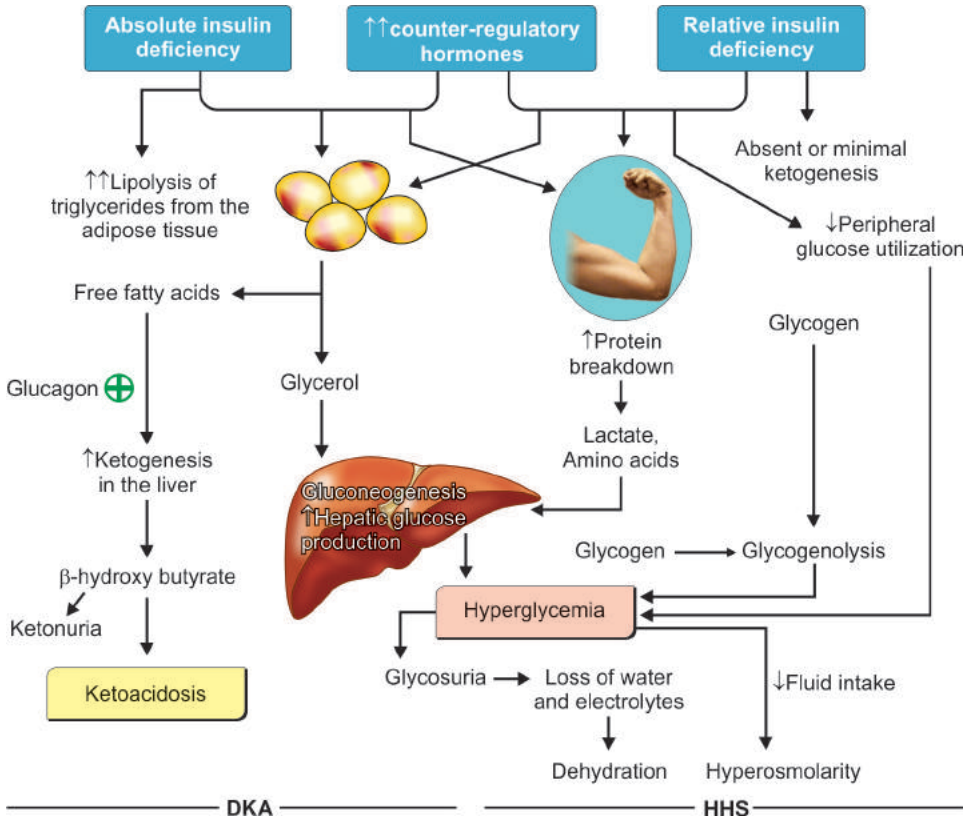 Absolute insulin
deficiency
↑↑counter-regulatory
hormones
Relative insulin
deficiency
↑↑Lipolysis of
triglycerides from the
adipose tissue
Absent or minimal
ketogenesis
↓Peripheral
glucose utilization
Free fatty acids
Glycogen
Glucagon
Glycerol
↑Protein
breakdown
↑Ketogenesis
in the liver
Lactate,
Amino acids
Gluconeogenesis
↑Hepatic glucose
production
Glycogen
Glycogenolysis
β-hydroxy butyrate
Ketonuria
Hyperglycemia
Ketoacidosis
Glycosuria
Loss of water
and electrolytes
↓Fluid intake
Dehydration
Hyperosmolarity
DKA
HHS